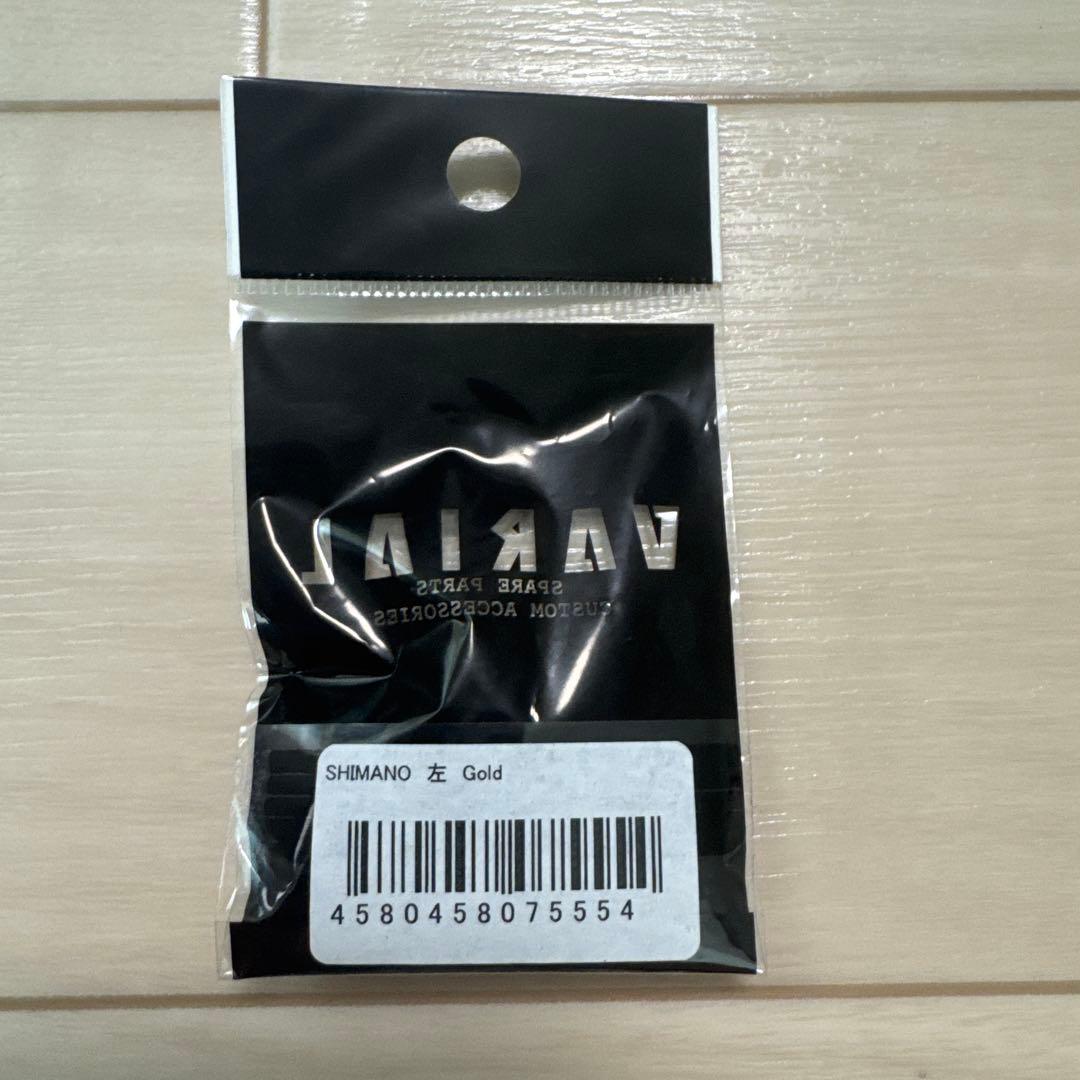 VARIAL
SPARE PARTS
CUSTOM ACCESSORIES
SHIMANO 左 Gold
4580458075554